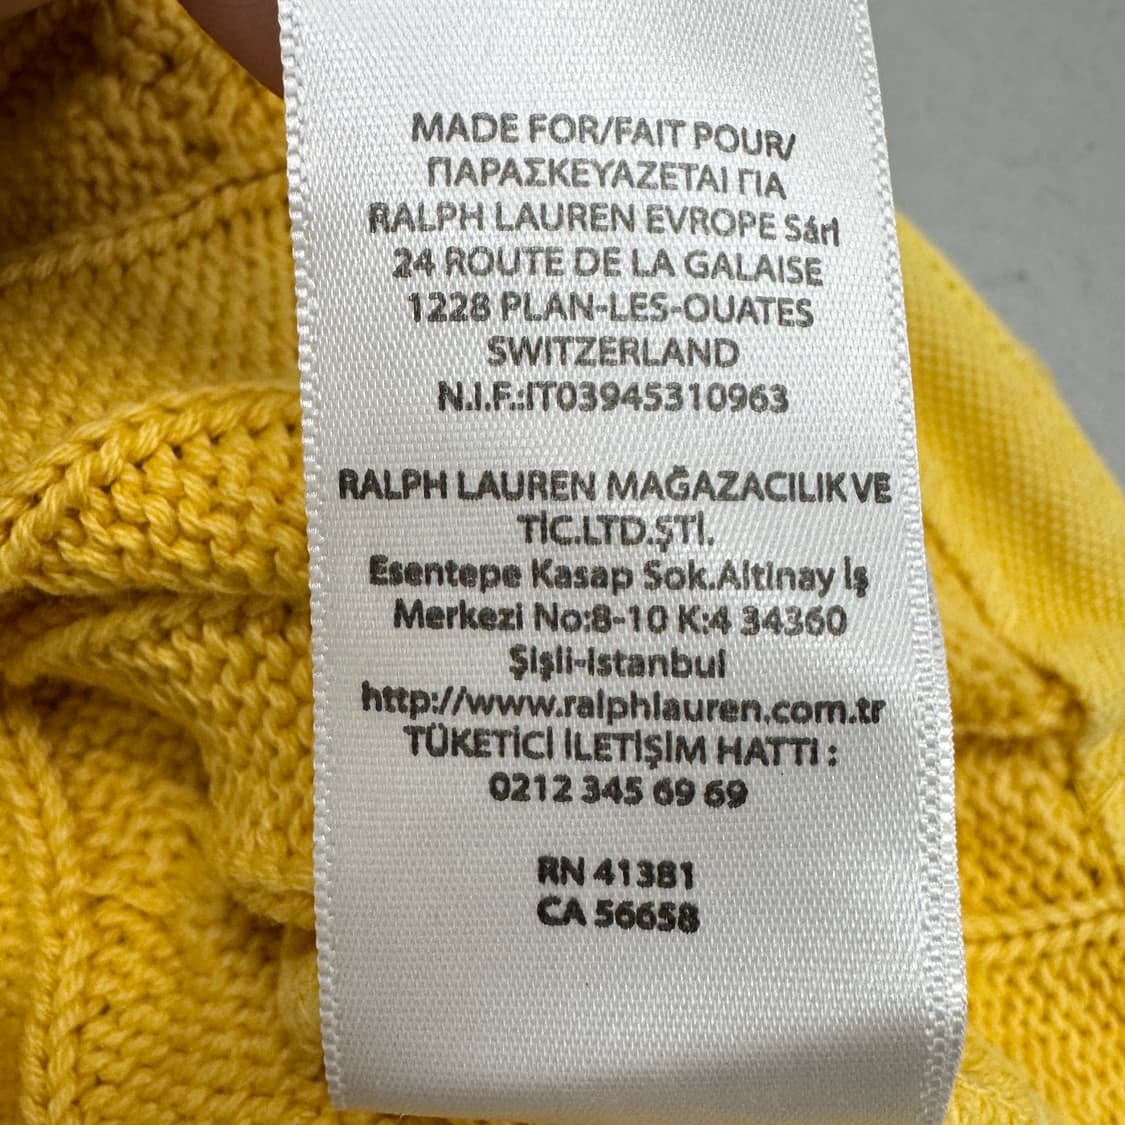 MADE FOR/FAIT POUR/
ΠΑΡΑΣΚΕΥΑΖΕΤΑΙ ΓΙΑ
RALPH LAUREN EVROPE Sárl
24 ROUTE DE LA GALAISE
1228 PLAN-LES-OUATES
SWITZERLAND
N.I.F.:IT03945310963
RALPH LAUREN MAĞAZACILIK VE
TİC.LTD.ŞTİ.
Esentepe Kasap Sok.Altinay İş
Merkezi No:8-10 K:4 34360
Şişli-Istanbul
http://www.ralphlauren.com.tr
TÜKETİCİ İLETİŞİM HATTI :
0212 345 69 69
RN 41381
CA 56658